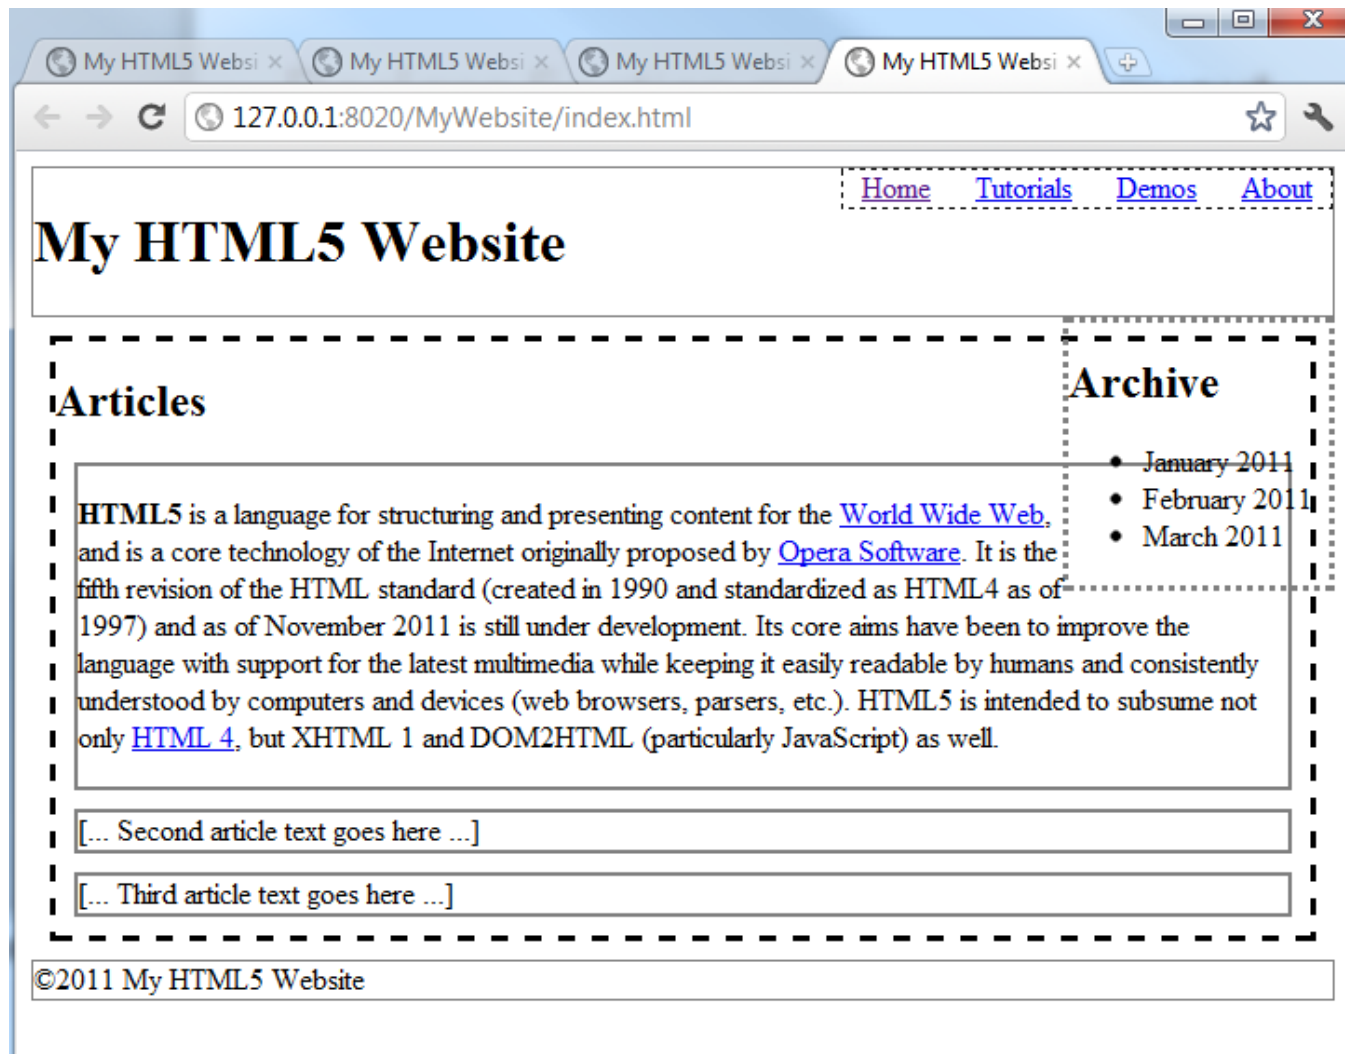 My HTML5 Websi
My HTML5 Websi
My HTML5 Websi
My HTML5 Websi
127.0.0.1:8020/MyWebsite/index.html
Home Tutorials Demos About
My HTML5 Website
Articles
HTML5 is a language for structuring and presenting content for the World Wide Web,
and is a core technology of the Internet originally proposed by Opera Software. It is the
fifth revision of the HTML standard (created in 1990 and standardized as HTML4 as of
1997) and as of November 2011 is still under development. Its core aims have been to improve the
language with support for the latest multimedia while keeping it easily readable by humans and consistently
understood by computers and devices (web browsers, parsers, etc.). HTML5 is intended to subsume not
only HTML 4, but XHTML 1 and DOM2HTML (particularly JavaScript) as well.
[... Second article text goes here ...]
[... Third article text goes here ...]
Archive
• January 2011
• February 2011
• March 2011
©2011 My HTML5 Website